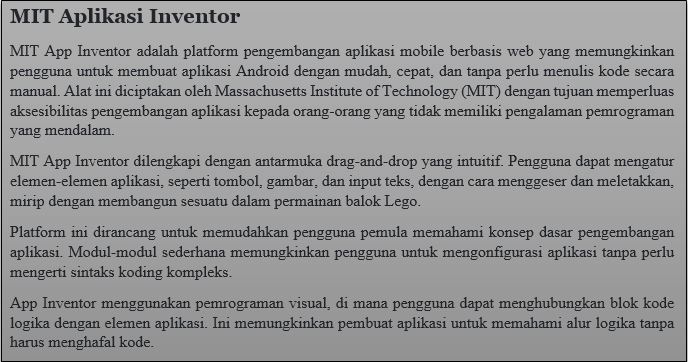 MIT Aplikasi Inventor
MIT App Inventor adalah platform pengembangan aplikasi mobile berbasis web yang memungkinkan
pengguna untuk membuat aplikasi Android dengan mudah, cepat, dan tanpa perlu menulis kode secara
manual. Alat ini diciptakan oleh Massachusetts Institute of Technology (MIT) dengan tujuan memperluas
aksesibilitas pengembangan aplikasi kepada orang-orang yang tidak memiliki pengalaman pemrograman
yang mendalam.
MIT App Inventor dilengkapi dengan antarmuka drag-and-drop yang intuitif. Pengguna dapat mengatur
elemen-elemen aplikasi, seperti tombol, gambar, dan input teks, dengan cara menggeser dan meletakkan,
mirip dengan membangun sesuatu dalam permainan balok Lego.
Platform ini dirancang untuk memudahkan pengguna pemula memahami konsep dasar pengembangan
aplikasi. Modul-modul sederhana memungkinkan pengguna untuk mengonfigurasi aplikasi tanpa perlu
mengerti sintaks koding kompleks.
App Inventor menggunakan pemrograman visual, di mana pengguna dapat menghubungkan blok kode
logika dengan elemen aplikasi. Ini memungkinkan pembuat aplikasi untuk memahami alur logika tanpa
harus menghafal kode.